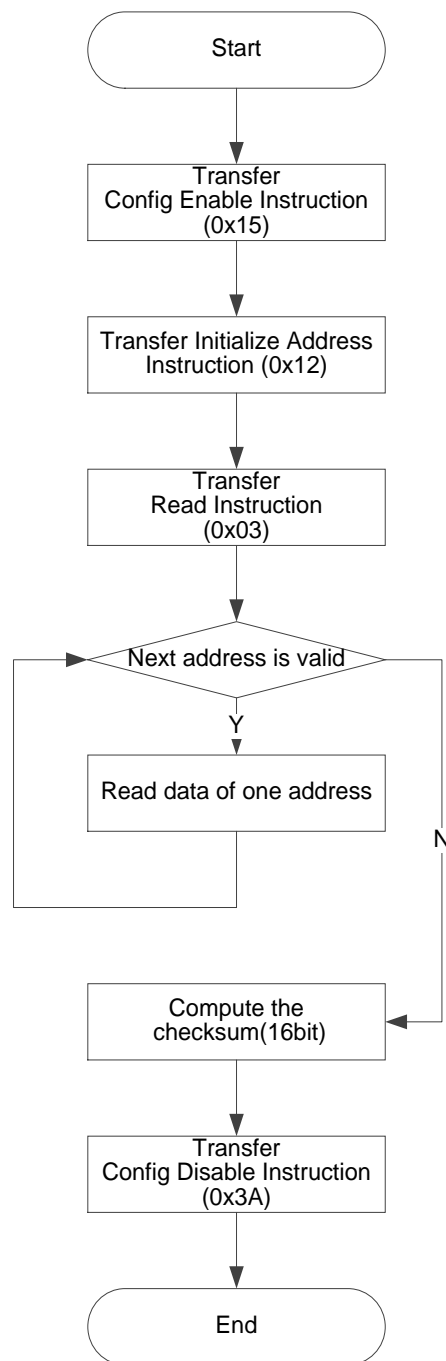 Start
Transfer
Config Enable Instruction
(0x15)
Transfer Initialize Address
Instruction (0x12)
Transfer
Read Instruction
(0x03)
Next address is valid
Y
Read data of one address
N
Compute the
checksum(16bit)
Transfer
Config Disable Instruction
(0x3A)
End